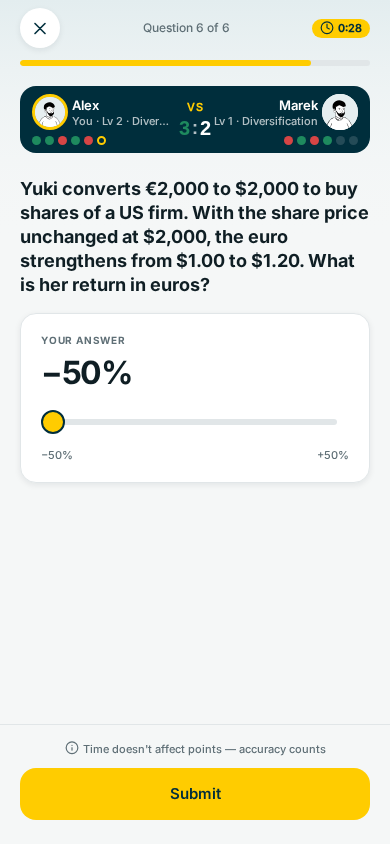 Question 6 of 6
0:28
Alex
VS
Marek
You · Lv 2 · Diver...
3:2
Lv 1 · Diversification
Yuki converts €2,000 to $2,000 to buy
shares of a US firm. With the share price
unchanged at $2,000, the euro
strengthens from $1.00 to $1.20. What
is her return in euros?
YOUR ANSWER
−50%
−50%
+50%
Time doesn't affect points — accuracy counts
Submit